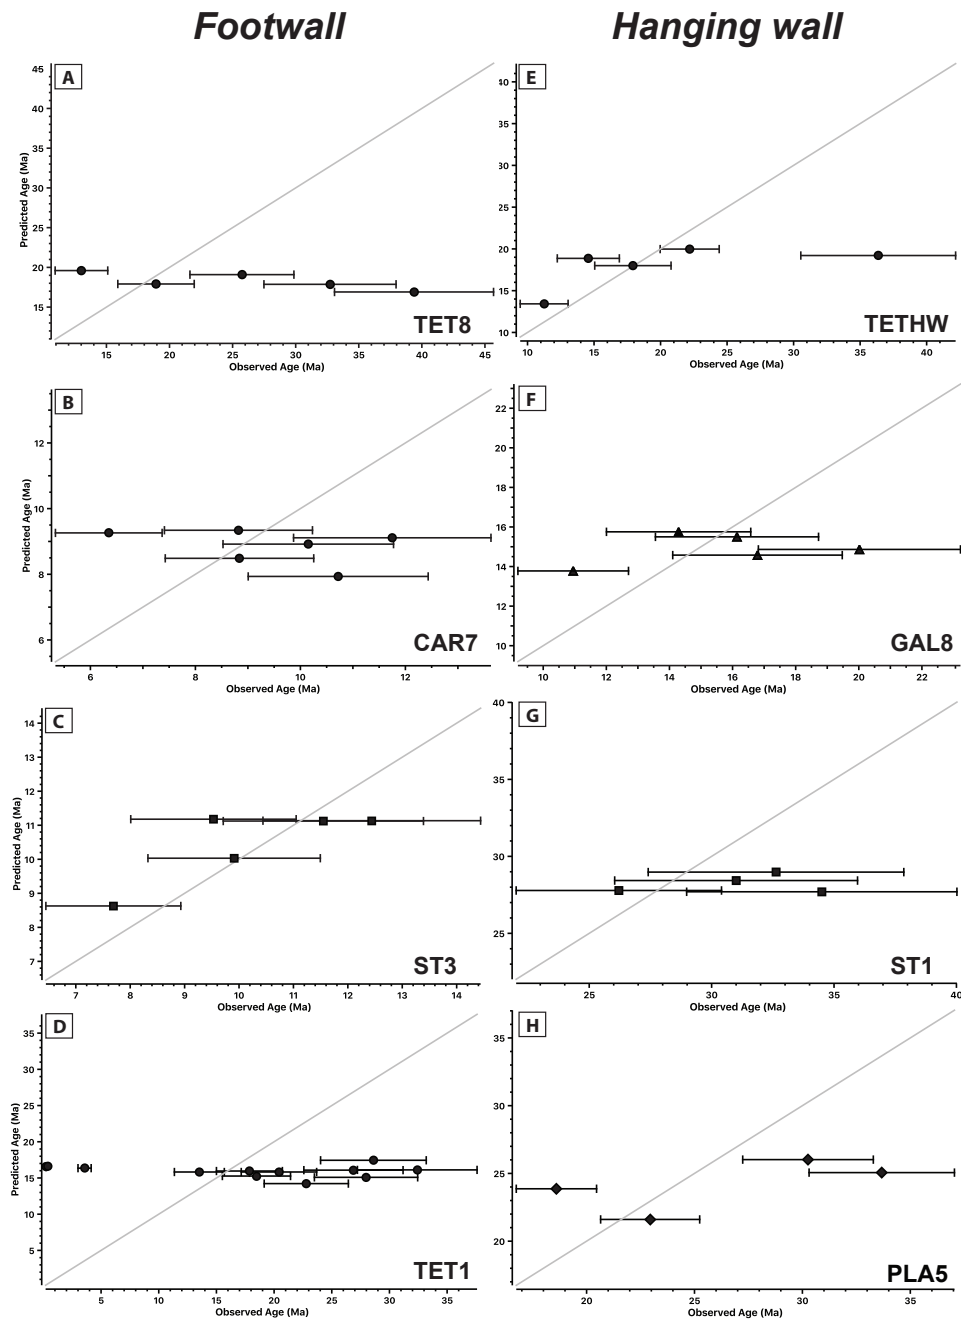 Footwall
Hanging wall
A
45
40
35
30
25
20
15
Predicted Age (Ma)
15 20 25 30 35 40 45
Observed Age (Ma)
TET8
E
40
35
30
25
20
15
10
10 15 20 25 30 35 40
Observed Age (Ma)
TETHW
B
12
10
8
6
Predicted Age (Ma)
6 8 10 12
Observed Age (Ma)
CAR7
F
22
20
18
16
14
12
10
10 12 14 16 18 20 22
Observed Age (Ma)
GAL8
C
14
13
12
11
10
9
8
7
Predicted Age (Ma)
7 8 9 10 11 12 13 14
Observed Age (Ma)
ST3
G
40
35
30
25
25 30 35 40
Observed Age (Ma)
ST1
D
35
30
25
20
15
10
5
Predicted Age (Ma)
5 10 15 20 25 30 35
Observed Age (Ma)
TET1
H
35
30
25
20
20 25 30 35
Observed Age (Ma)
PLA5